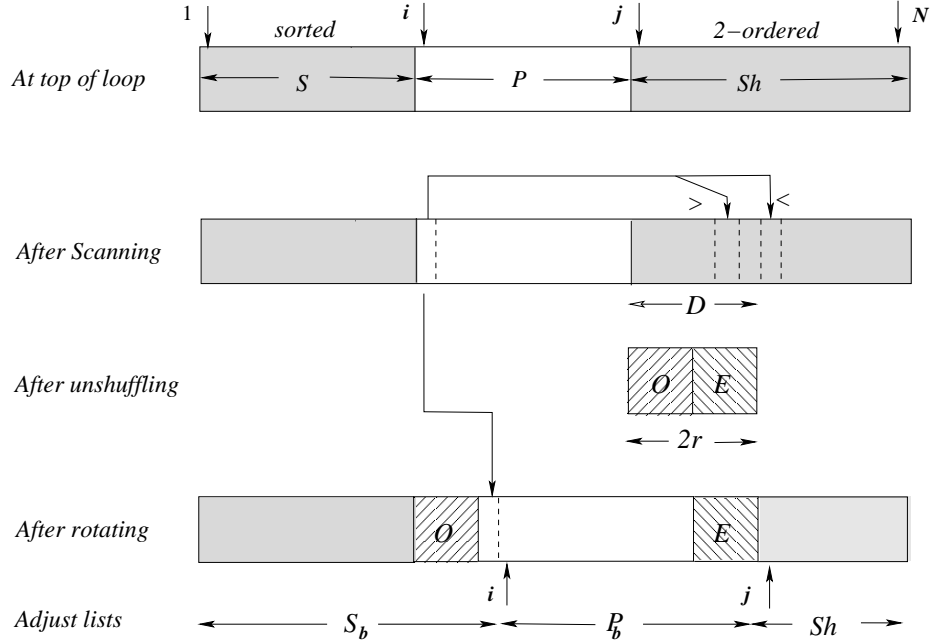 1 i j N
sorted 2−ordered
At top of loop S P Sh
> <
After Scanning
D
After unshuffling O E
2r
After rotating O E
i j
Adjust lists S_b P_b Sh